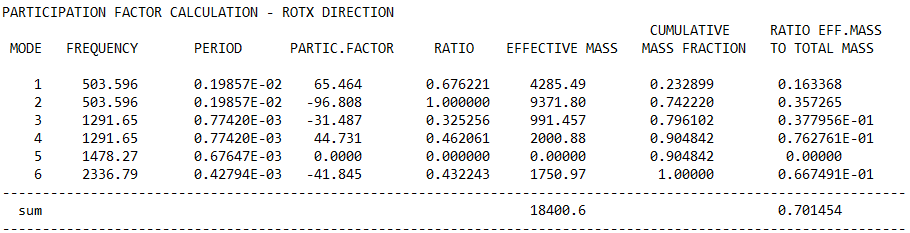 PARTICIPATION FACTOR CALCULATION - ROTX DIRECTION
CUMULATIVE RATIO EFF.MASS
MODE FREQUENCY PERIOD PARTIC.FACTOR RATIO EFFECTIVE MASS MASS FRACTION TO TOTAL MASS
1 503.596 0.19857E-02 65.464 0.676221 4285.49 0.232899 0.163368
2 503.596 0.19857E-02 -96.808 1.000000 9371.80 0.742220 0.357265
3 1291.65 0.77420E-03 -31.487 0.325256 991.457 0.796102 0.377956E-01
4 1291.65 0.77420E-03 44.731 0.462061 2000.88 0.904842 0.762761E-01
5 1478.27 0.67647E-03 0.0000 0.000000 0.00000 0.904842 0.00000
6 2336.79 0.42794E-03 -41.845 0.432243 1750.97 1.00000 0.667491E-01
-----------------------------------------------------------------------------------------------------------------
sum 18400.6 0.701454
-----------------------------------------------------------------------------------------------------------------